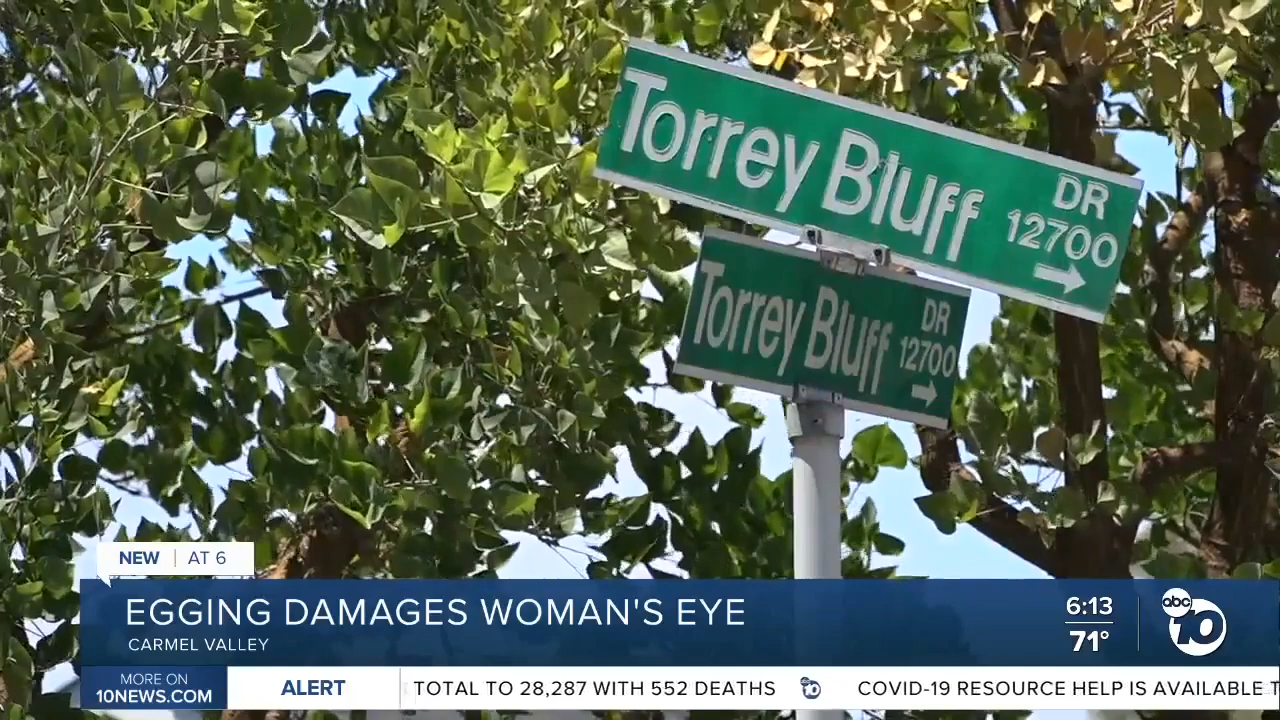 Torrey Bluff DR
12700
Torrey Bluff DR
12700
NEW | AT 6
EGGING DAMAGES WOMAN'S EYE
CARMEL VALLEY
6:13
71°
abc
10
MORE ON
10NEWS.COM
ALERT
TOTAL TO 28,287 WITH 552 DEATHS
COVID-19 RESOURCE HELP IS AVAILABLE